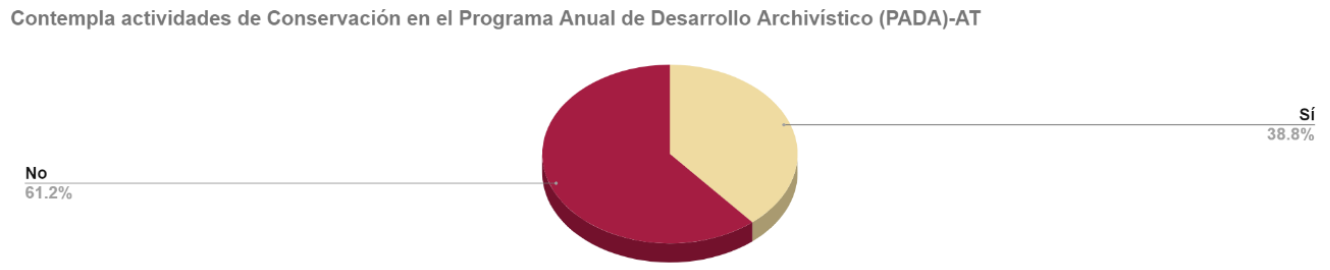 Contempla actividades de Conservación en el Programa Anual de Desarrollo Archivístico (PADA)-AT
Sí
38.8%
No
61.2%